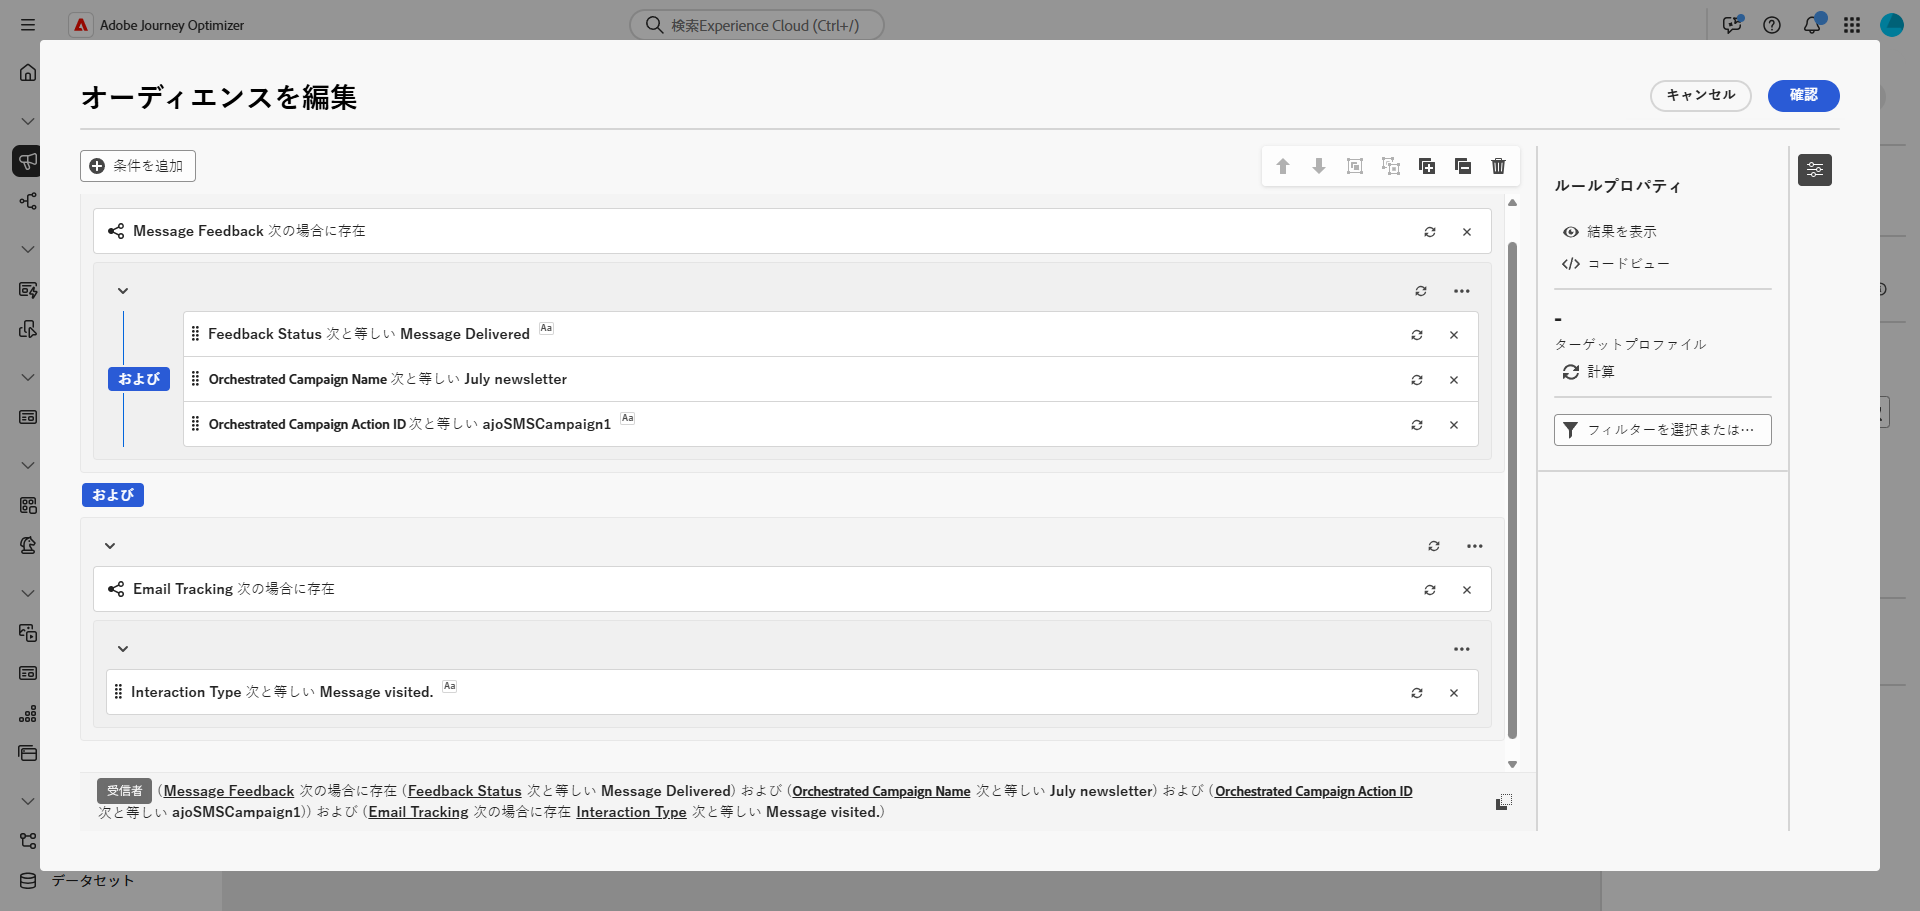 Adobe Journey Optimizer
検索Experience Cloud (Ctrl+/)
オーディエンスを編集
キャンセル
確認
条件を追加
Message Feedback 次の場合に存在
Feedback Status 次と等しい Message Delivered Aa
および
Orchestrated Campaign Name 次と等しい July newsletter
Orchestrated Campaign Action ID 次と等しい ajoSMSCampaign1 Aa
および
Email Tracking 次の場合に存在
Interaction Type 次と等しい Message visited. Aa
受信者 (Message Feedback 次の場合に存在 (Feedback Status 次と等しい Message Delivered) および (Orchestrated Campaign Name 次と等しい July newsletter) および (Orchestrated Campaign Action ID
次と等しい ajoSMSCampaign1)) および (Email Tracking 次の場合に存在 Interaction Type 次と等しい Message visited.)
ルールプロパティ
結果を表示
コードビュー
-
ターゲットプロファイル
計算
フィルターを選択または…
データセット